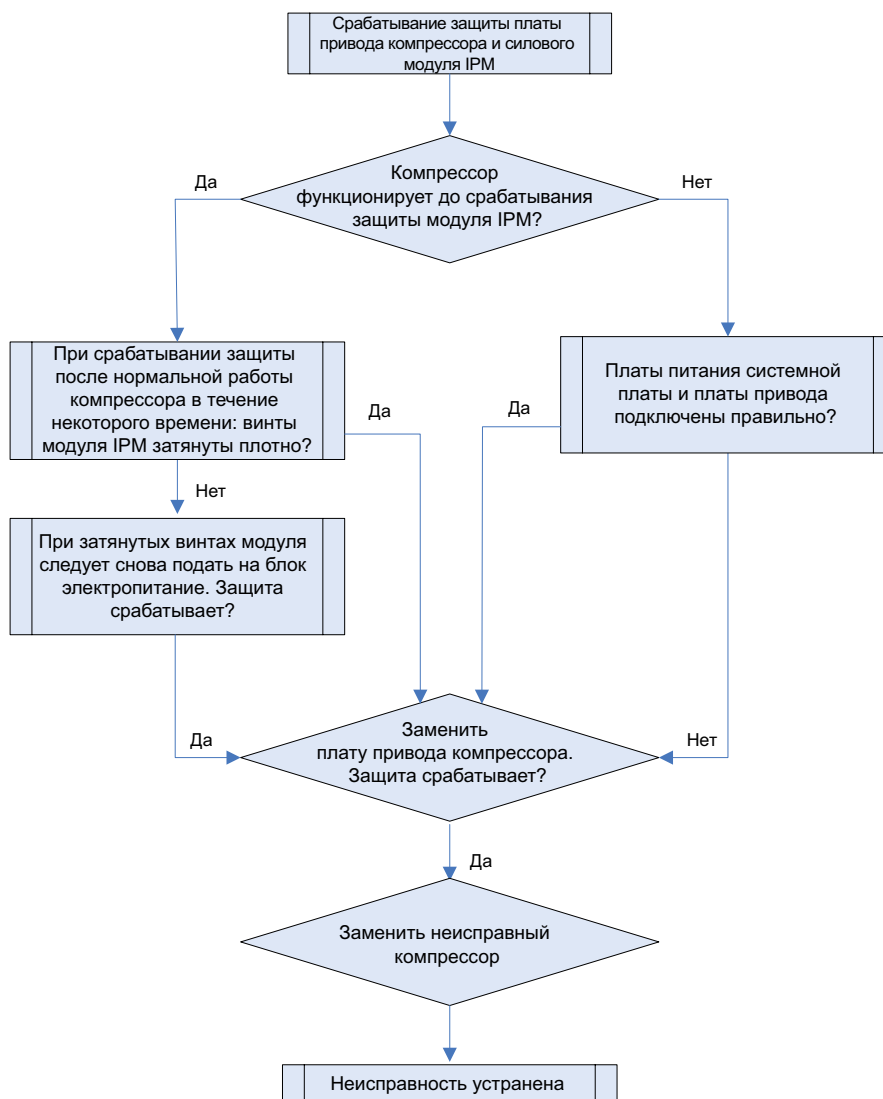 Срабатывание защиты платы
привода компрессора и силового
модуля IPM
Компрессор
функционирует до срабатывания
защиты модуля IPM?
Да
Нет
При срабатывании защиты
после нормальной работы
компрессора в течение
некоторого времени: винты
модуля IPM затянуты плотно?
Да
Да
Платы питания системной
платы и платы привода
подключены правильно?
Нет
При затянутых винтах модуля
следует снова подать на блок
электропитание. Защита
срабатывает?
Да
Заменить
плату привода компрессора.
Защита срабатывает?
Нет
Да
Заменить неисправный
компрессор
Неисправность устранена